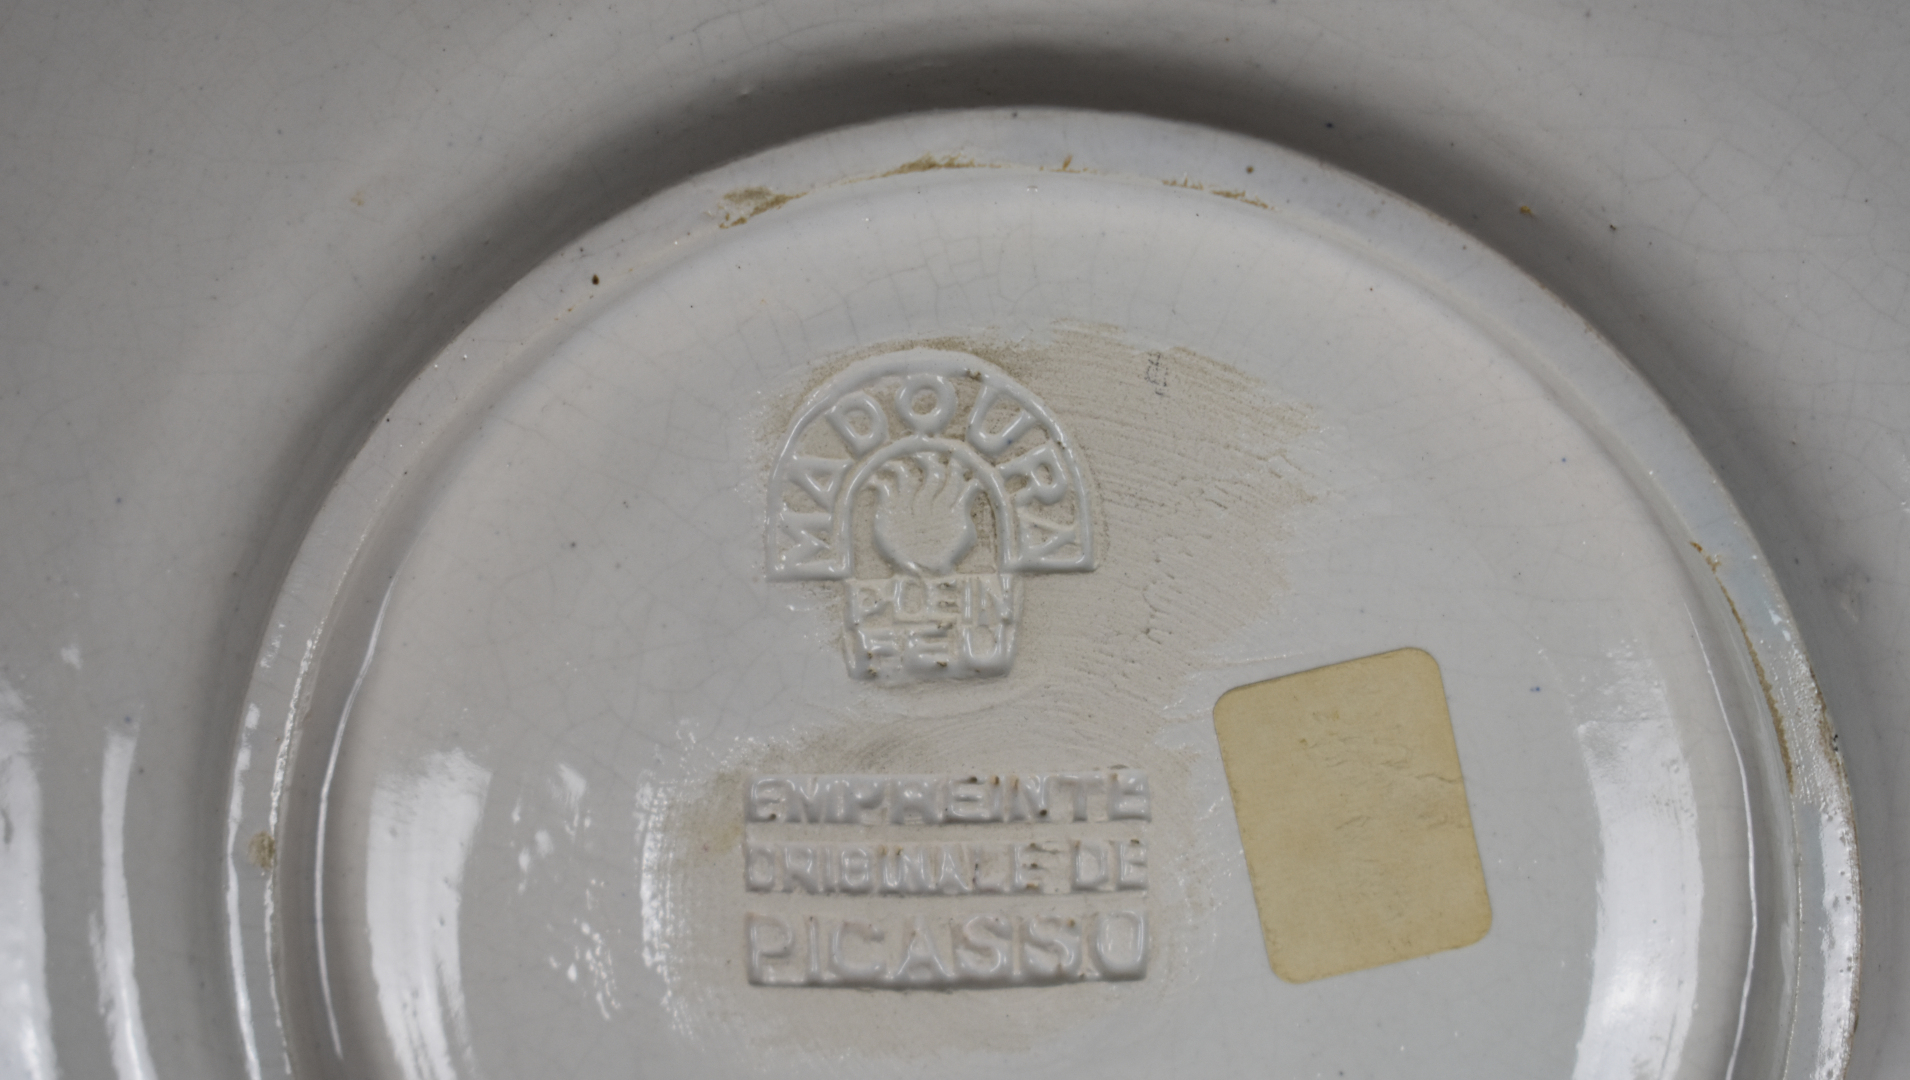 MADOURA
PLEIN
FEU
EMPREINTE
ORIGINALE DE
PICASSO